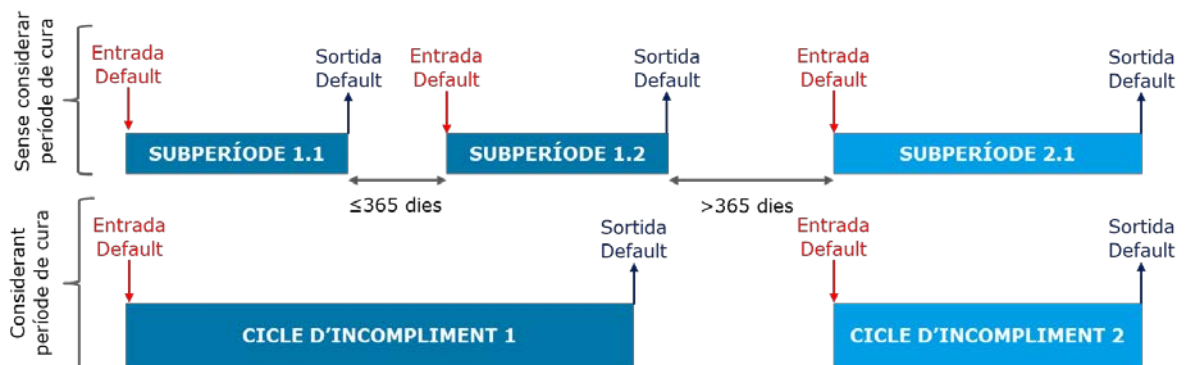 Sense considerar
període de cura
Entrada
Default
Sortida
Default
Entrada
Default
Sortida
Default
Entrada
Default
Sortida
Default
SUBPERÍODE 1.1
SUBPERÍODE 1.2
SUBPERÍODE 2.1
≤365 dies
>365 dies
Considerant
període de cura
Entrada
Default
Sortida
Default
Entrada
Default
Sortida
Default
CICLE D’INCOMPLIMENT 1
CICLE D’INCOMPLIMENT 2